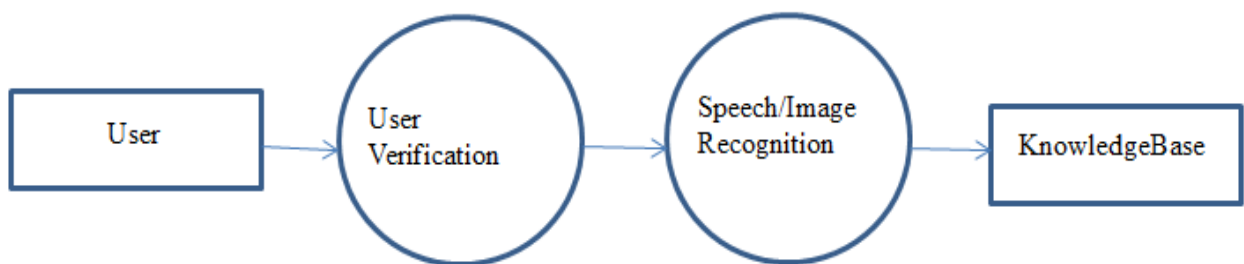 User
User
Verification
Speech/Image
Recognition
KnowledgeBase